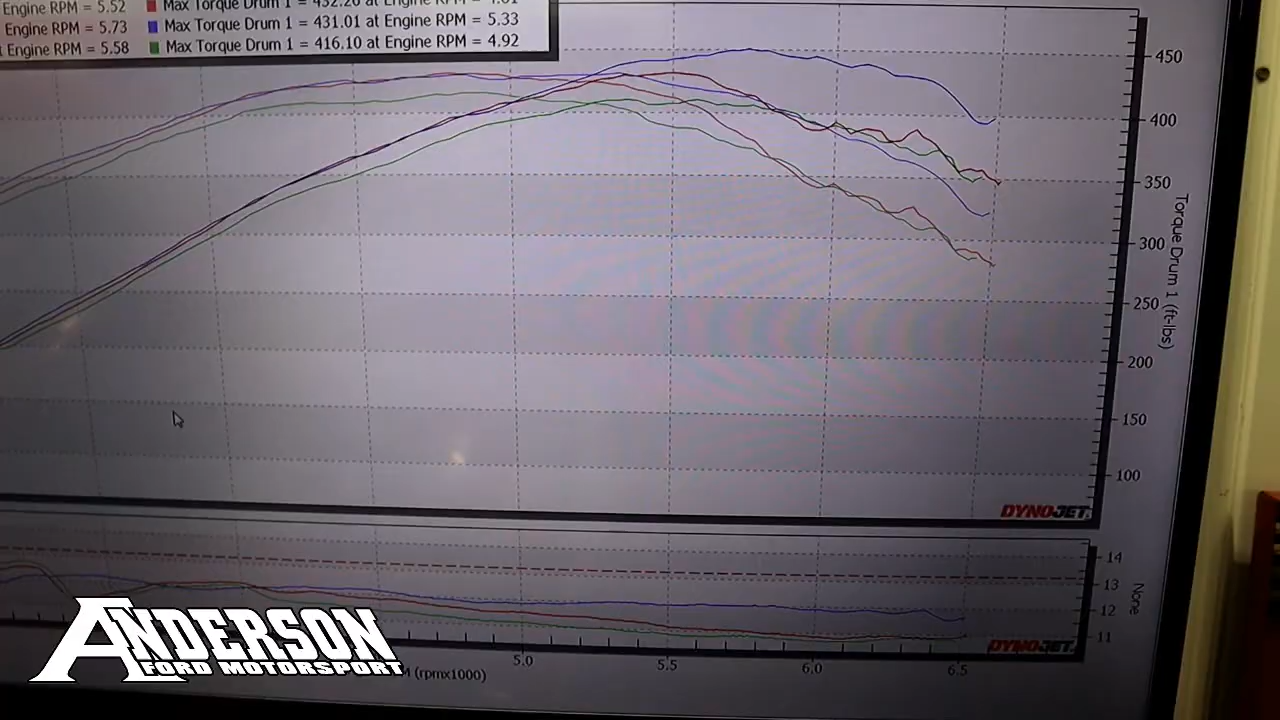 Engine RPM = 5.52 Max Torque Drum 1 = 432.26 at Engine RPM = 4.81
Engine RPM = 5.73 Max Torque Drum 1 = 431.01 at Engine RPM = 5.33
Engine RPM = 5.58 Max Torque Drum 1 = 416.10 at Engine RPM = 4.92
450
400
350
300
250
200
150
100
Torque Drum 1 (ft-lbs)
DYNOJET
14
13
12
11
None
DYNOJET
5.0 5.5 6.0 6.5
(rpmx1000)
ANDERSON
FORD MOTORSPORT